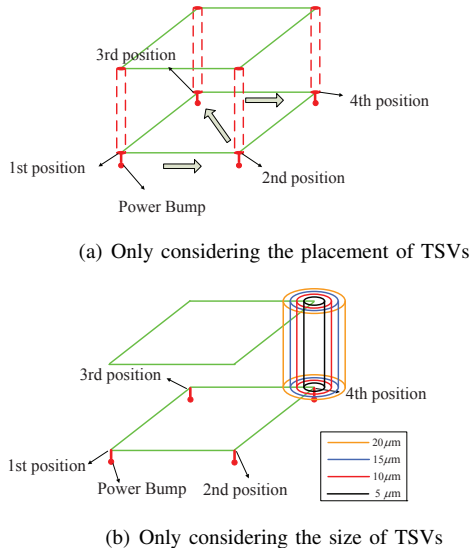 3rd position
4th position
1st position
2nd position
Power Bump
(a) Only considering the placement of TSVs
3rd position
4th position
1st position
Power Bump
2nd position
20μm
15μm
10μm
5 μm
(b) Only considering the size of TSVs